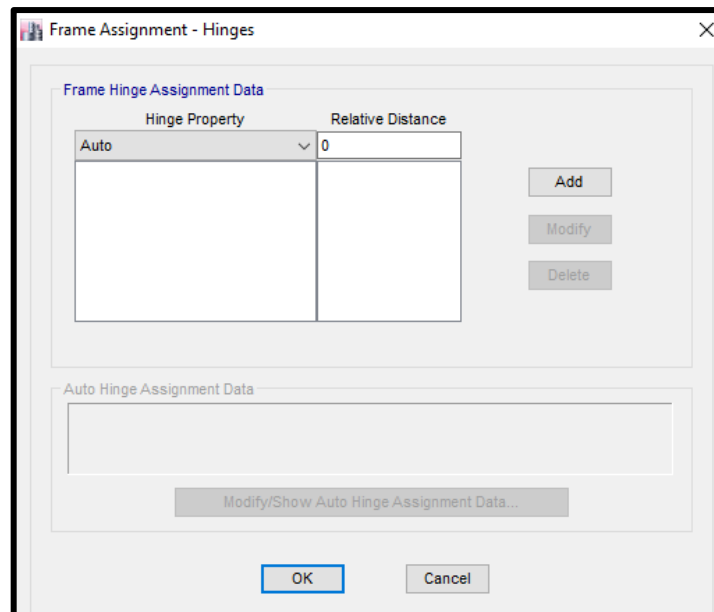 Frame Assignment - Hinges
Frame Hinge Assignment Data
Hinge Property Relative Distance
Auto 0
Add
Modify
Delete
Auto Hinge Assignment Data
Modify/Show Auto Hinge Assignment Data...
OK Cancel